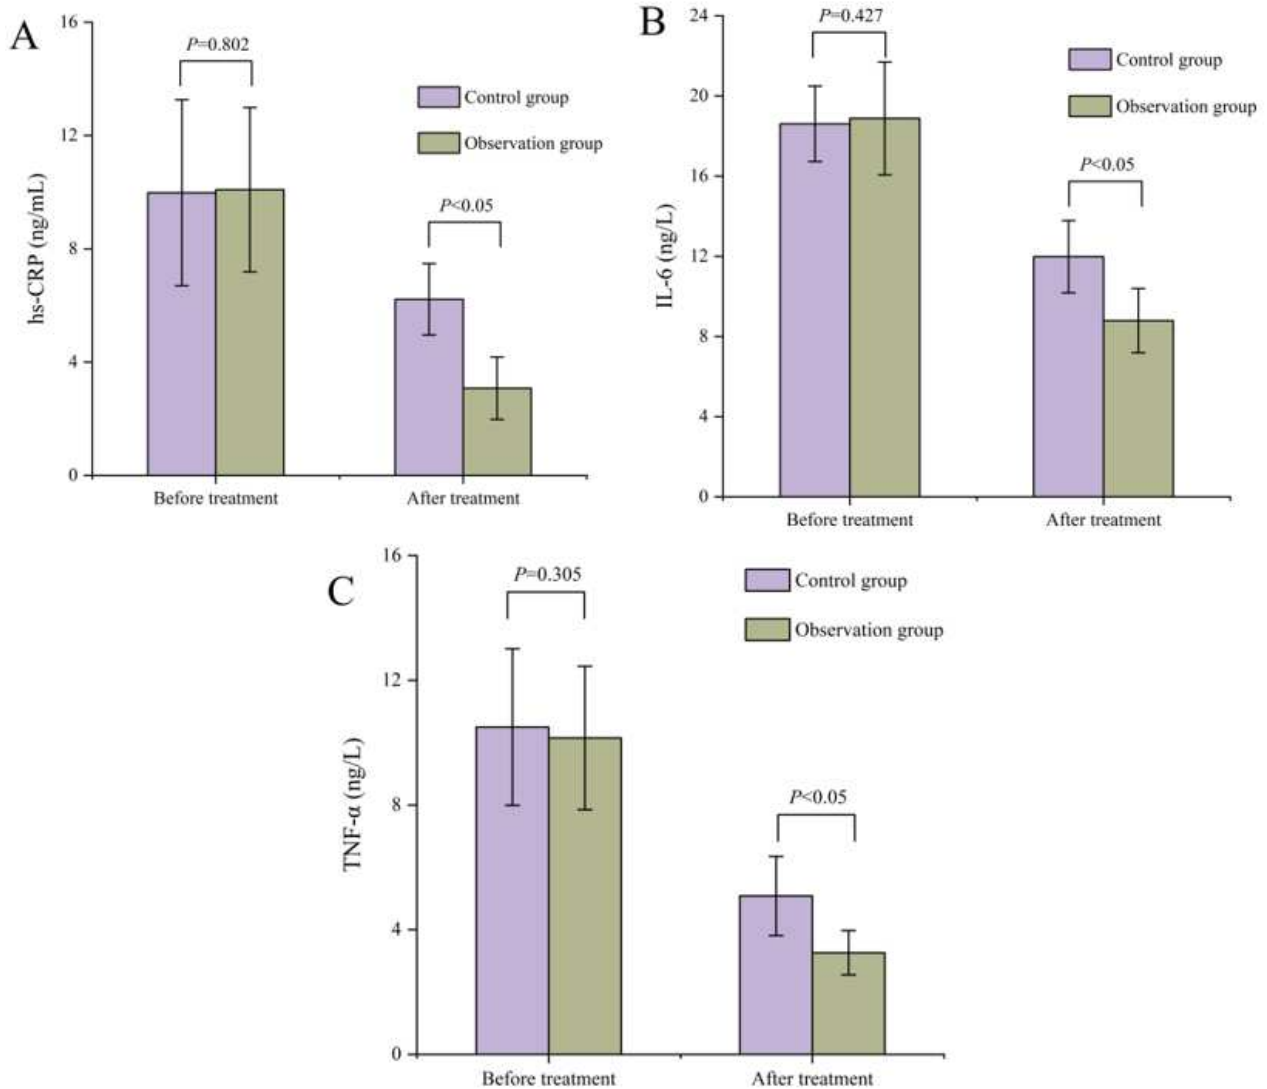 A
16
12
8
4
0
hs-CRP (ng/mL)
P=0.802
P<0.05
Control group
Observation group
Before treatment
After treatment
B
24
20
16
12
8
4
0
IL-6 (ng/L)
P=0.427
P<0.05
Control group
Observation group
Before treatment
After treatment
C
16
12
8
4
0
TNF-α (ng/L)
P=0.305
P<0.05
Control group
Observation group
Before treatment
After treatment